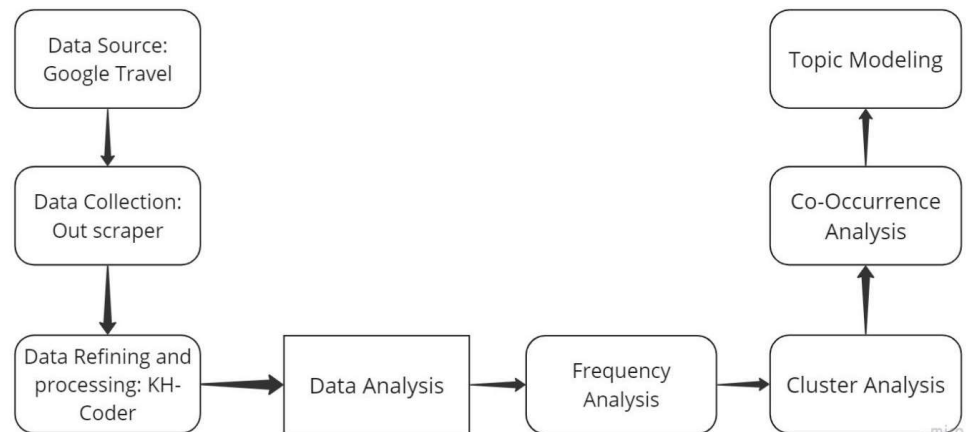 Data Source:
Google Travel
Data Collection:
Out scraper
Data Refining and
processing: KH-
Coder
Data Analysis
Frequency
Analysis
Cluster Analysis
Co-Occurrence
Analysis
Topic Modeling